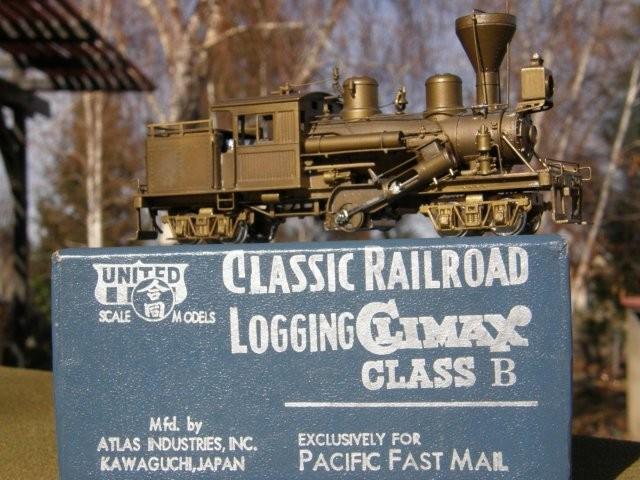 UNITED
合同
SCALE MODELS
CLASSIC RAILROAD
LOGGING CLIMAX
CLASS B
Mfd. by
ATLAS INDUSTRIES, INC.
KAWAGUCHI, JAPAN
EXCLUSIVELY FOR
PACIFIC FAST MAIL